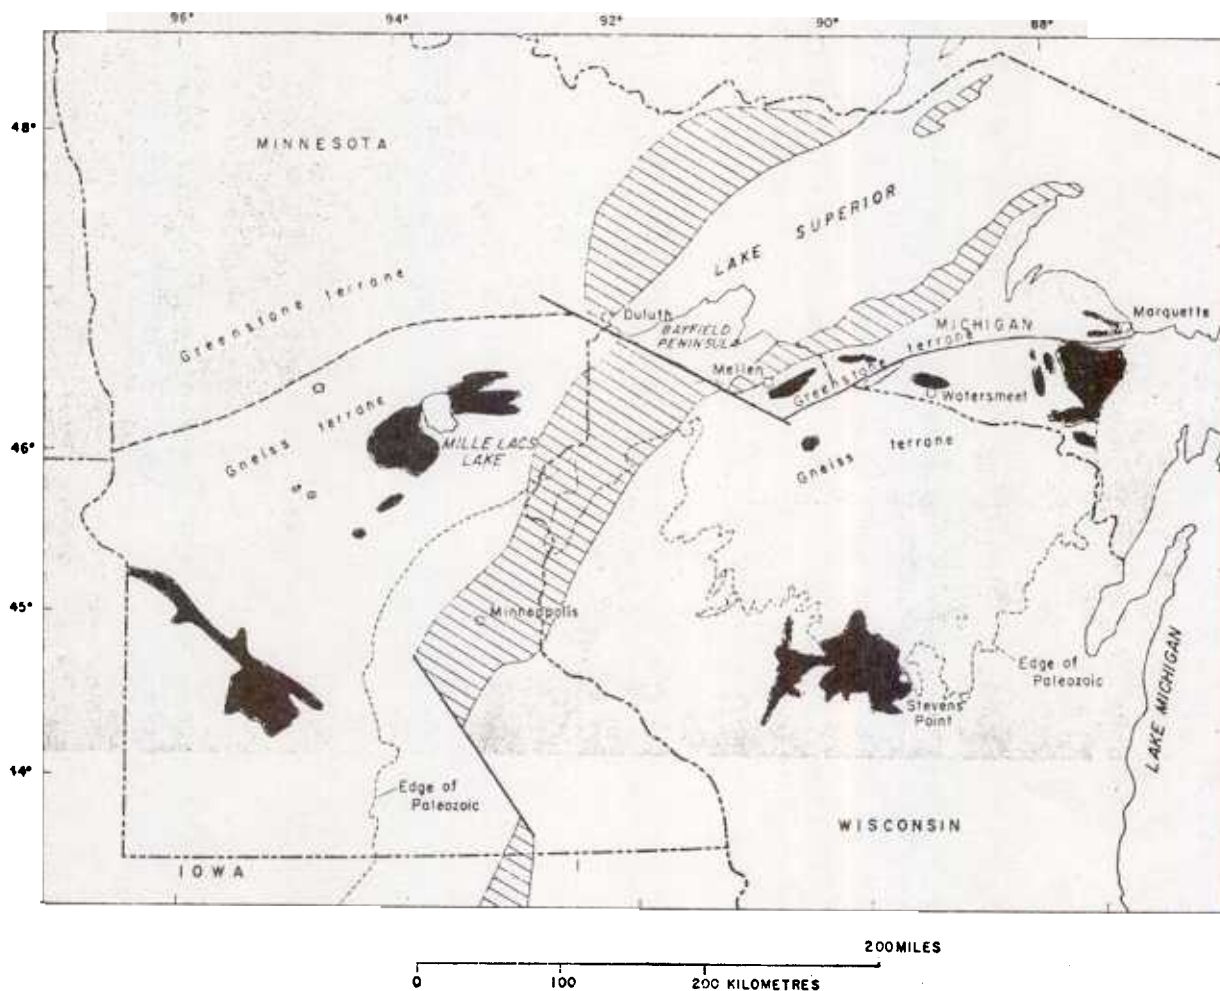 96° 94° 92° 90° 88°
48°
MINNESOTA
LAKE SUPERIOR
Greenstone terrane
Duluth
BAYFIELD
PENINSULA
MICHIGAN
Marquette
Mellen
Greenstone terrane
Watersmeet
Gneiss terrane
46°
MILLE LACS
LAKE
Gneiss terrane
45°
Minneapolis
Edge of
Paleozoic
Stevens
Point
LAKE MICHIGAN
14°
Edge of
Paleozoic
WISCONSIN
IOWA
200 MILES
0 100 200 KILOMETRES